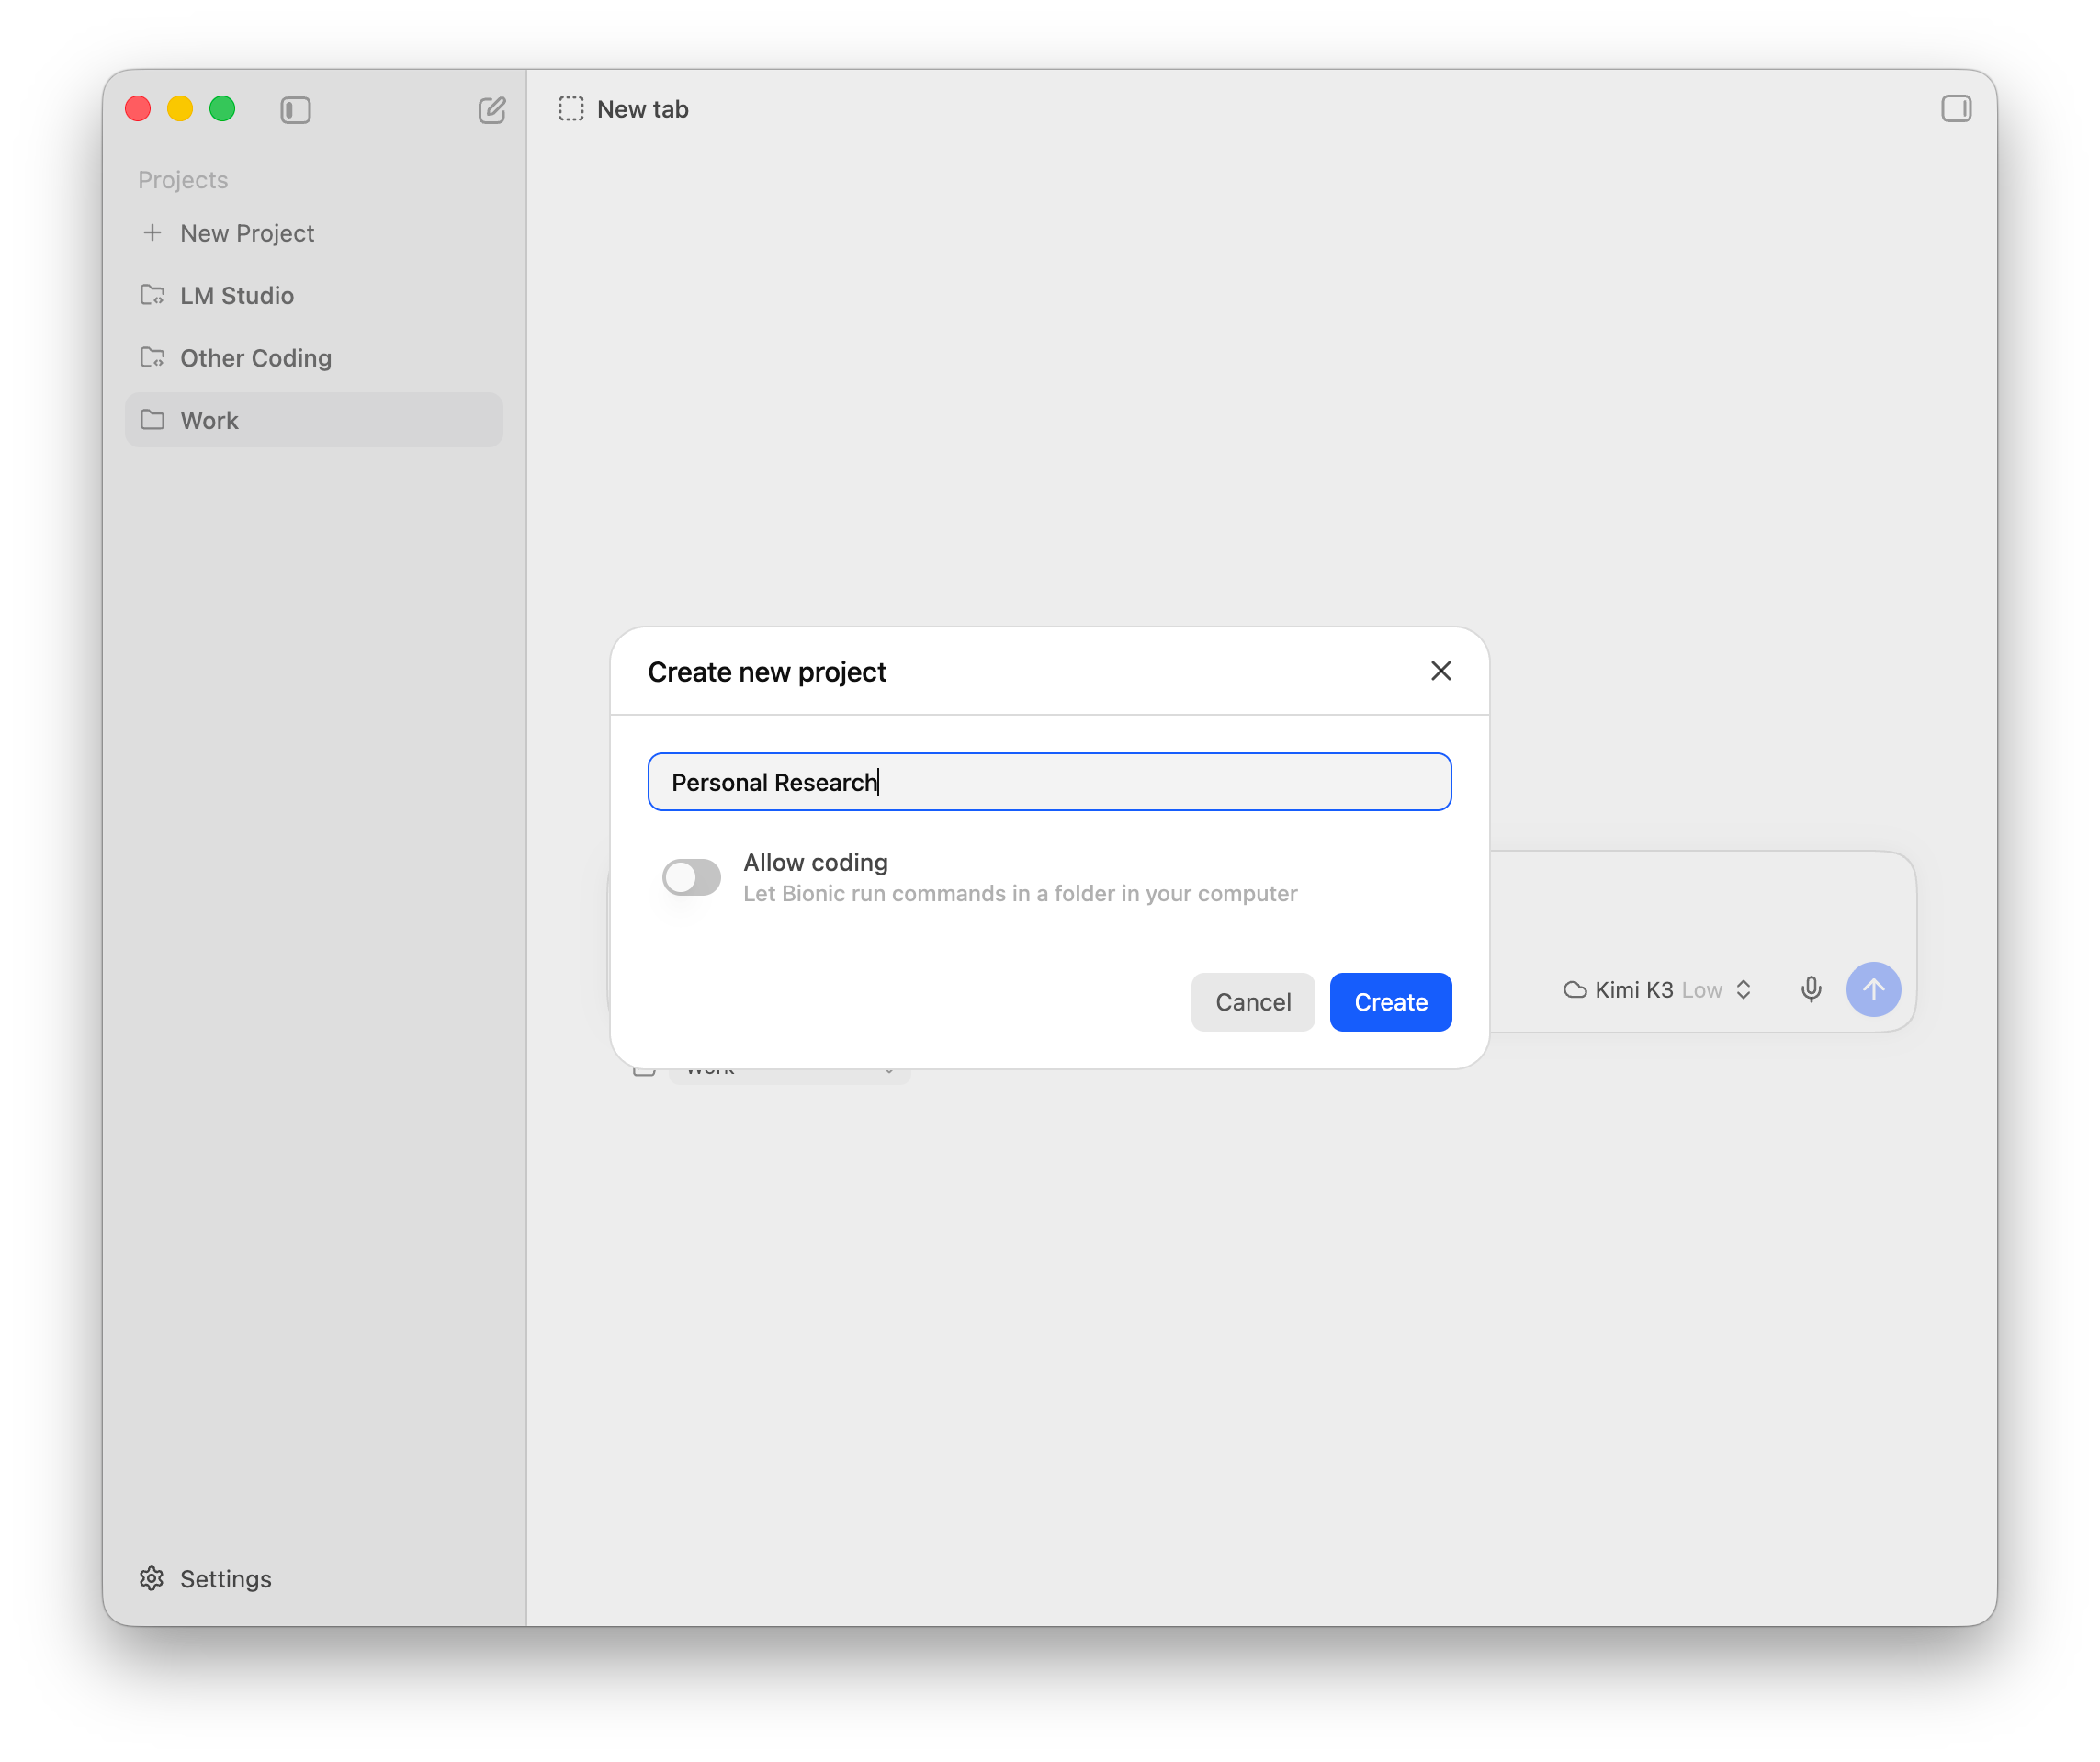 New tab
Projects
New Project
LM Studio
Other Coding
Work
Create new project
Personal Research
Allow coding
Let Bionic run commands in a folder in your computer
Cancel
Create
Kimi K3 Low
Work
Settings